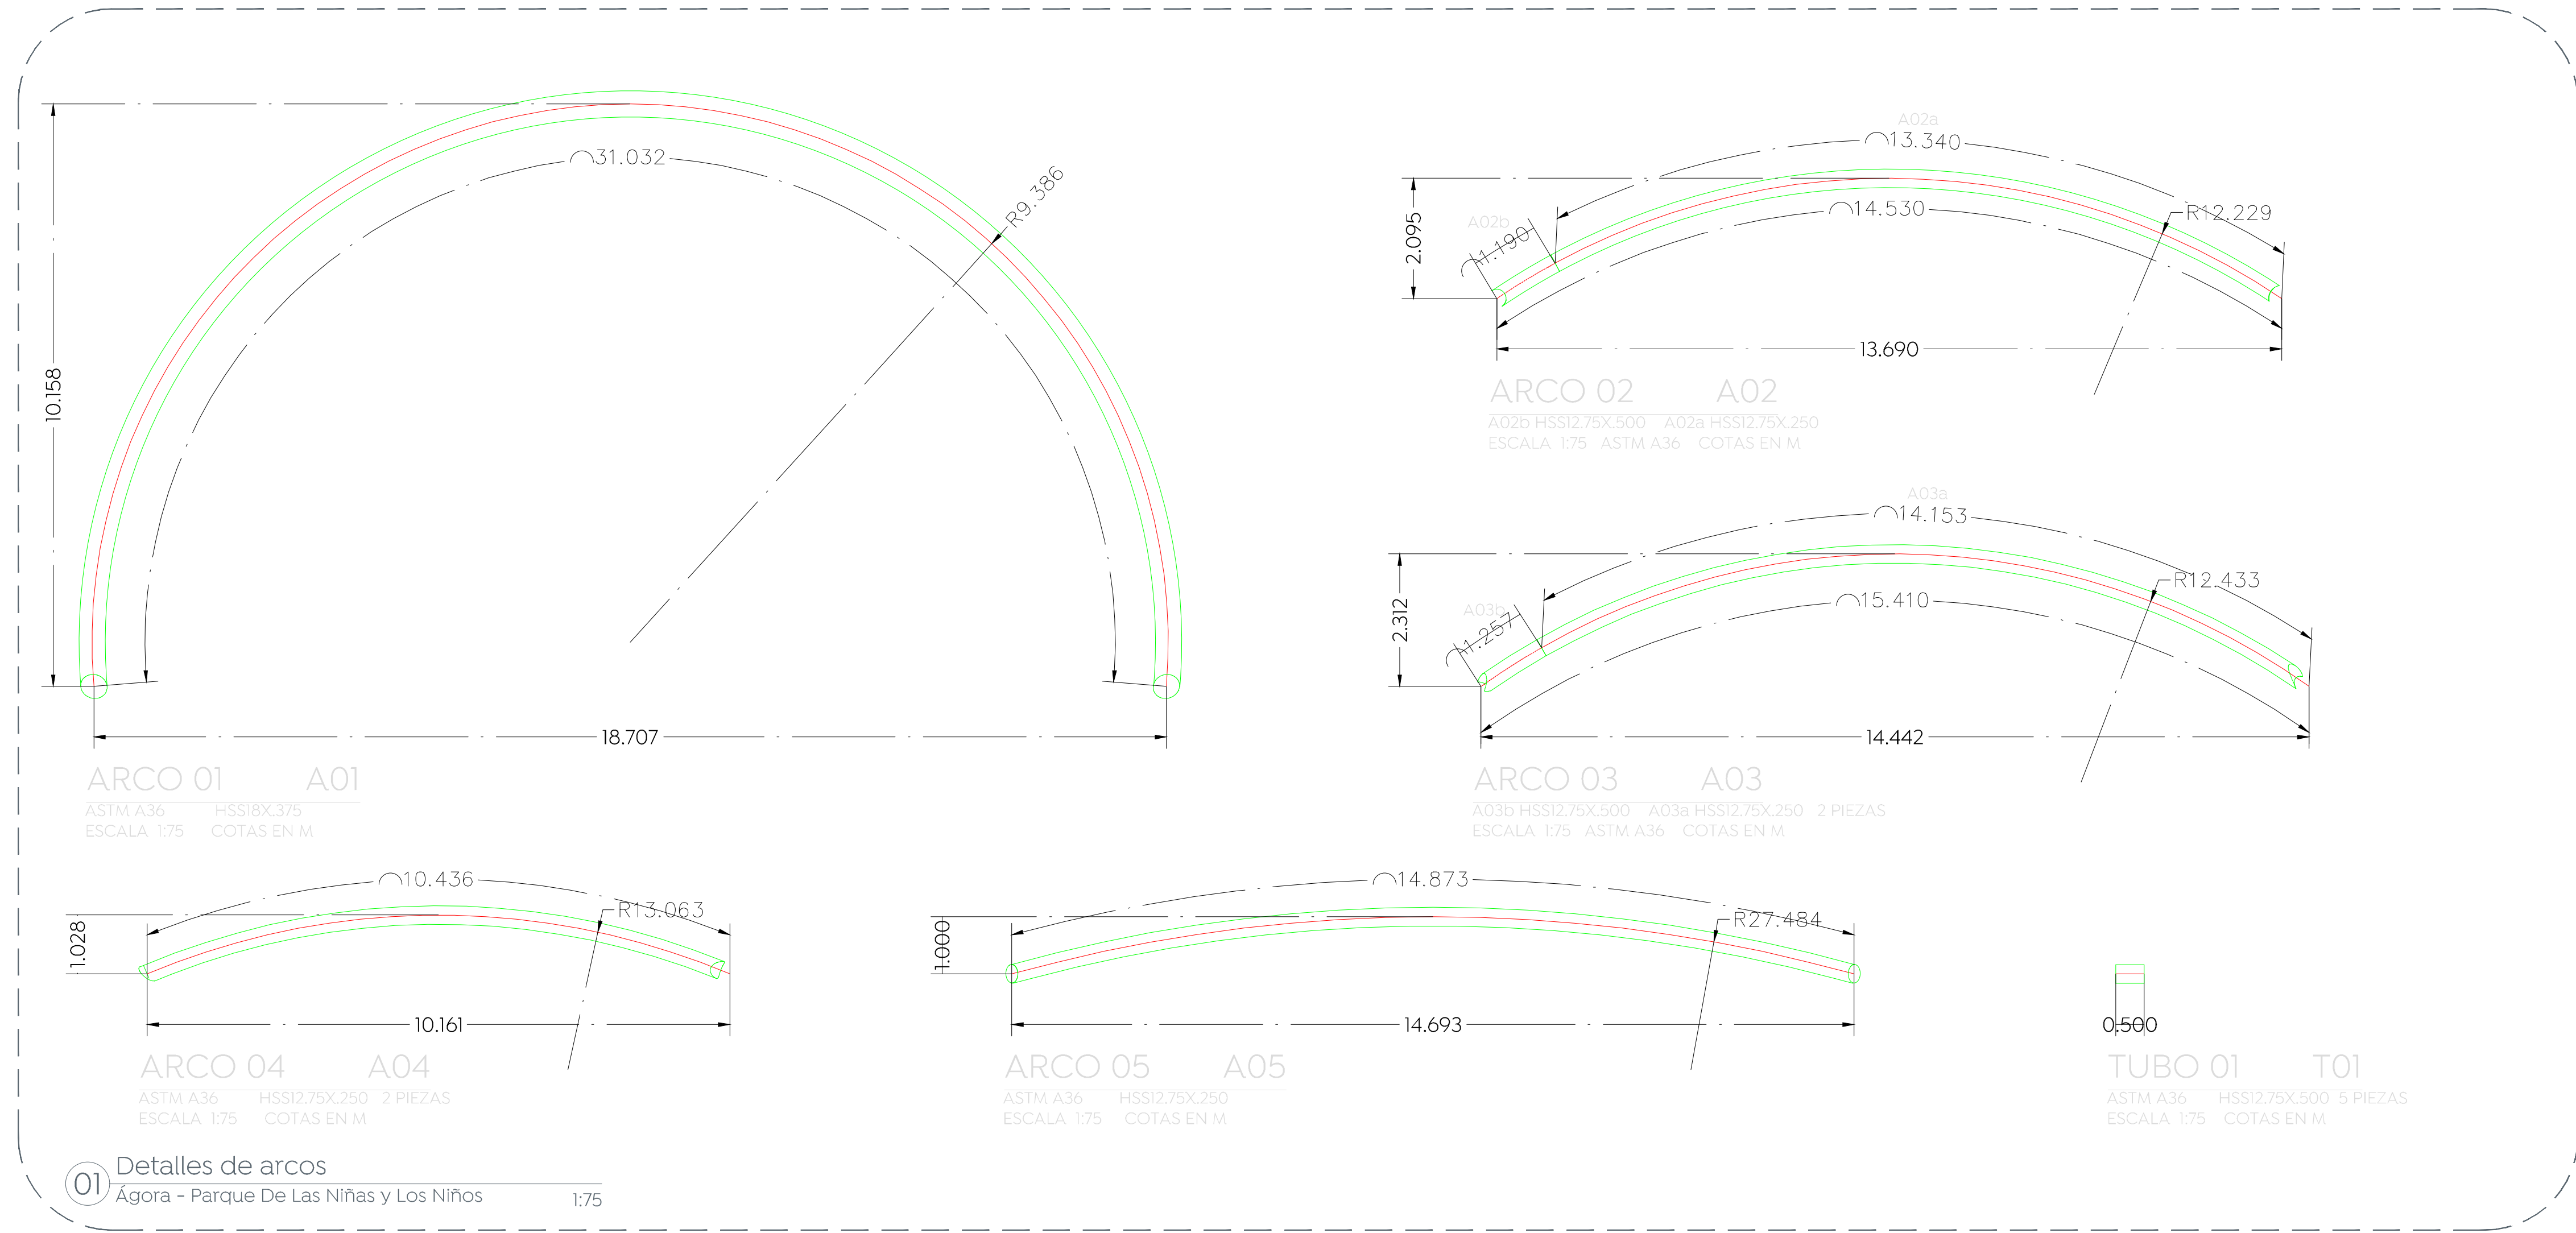 31.032
R9.386
10.158
18.707
ARCO 01 A01
ASTM A36 HSS18X.375
ESCALA 1:75 COTAS EN M
A02a
13.340
A02b
1.190
14.530
R12.229
2.095
13.690
ARCO 02 A02
A02b HSS12.75X.500 A02a HSS12.75X.250
ESCALA 1:75 ASTM A36 COTAS EN M
A03a
14.153
A03b
1.257
15.410
R12.433
2.312
14.442
ARCO 03 A03
A03b HSS12.75X.500 A03a HSS12.75X.250 2 PIEZAS
ESCALA 1:75 ASTM A36 COTAS EN M
10.436
R13.063
1.028
10.161
ARCO 04 A04
ASTM A36 HSS12.75X.250 2 PIEZAS
ESCALA 1:75 COTAS EN M
14.873
R27.484
1.000
14.693
ARCO 05 A05
ASTM A36 HSS12.75X.250
ESCALA 1:75 COTAS EN M
0.500
TUBO 01 T01
ASTM A36 HSS12.75X.500 5 PIEZAS
ESCALA 1:75 COTAS EN M
01 Detalles de arcos
Ágora - Parque De Las Niñas y Los Niños 1:75